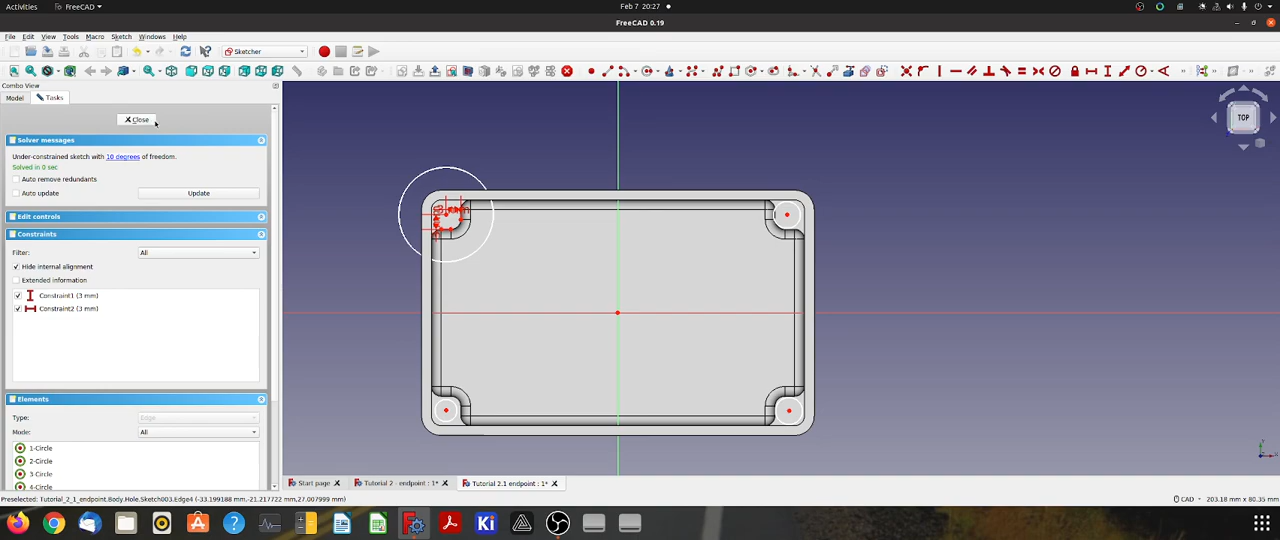 Activities FreeCAD Feb 7 20:27
FreeCAD 0.19
File Edit View Tools Macro Sketch Windows Help
Sketcher
Combo View
Model Tasks
Close
Solver messages
Under-constrained sketch with 10 degrees of freedom.
Solved in 0 sec
Auto remove redundants
Auto update Update
Edit controls
Constraints
Filter: All
Hide internal alignment
Extended information
Constraint1 (3 mm)
Constraint2 (3 mm)
Elements
Type: Edge
Mode: All
1-Circle
2-Circle
3 Circle
4-Circle
TOP
Start page Tutorial 2 - endpoint : 1* Tutorial 2.1 endpoint : 1*
Preselected: Tutorial_2_1_endpoint.Body.Hole.Sketch003.Edge4 (-33.199188 mm,-21.217722 mm,27.007999 mm) CAD 203.18 mm x 80.35 mm
Ki